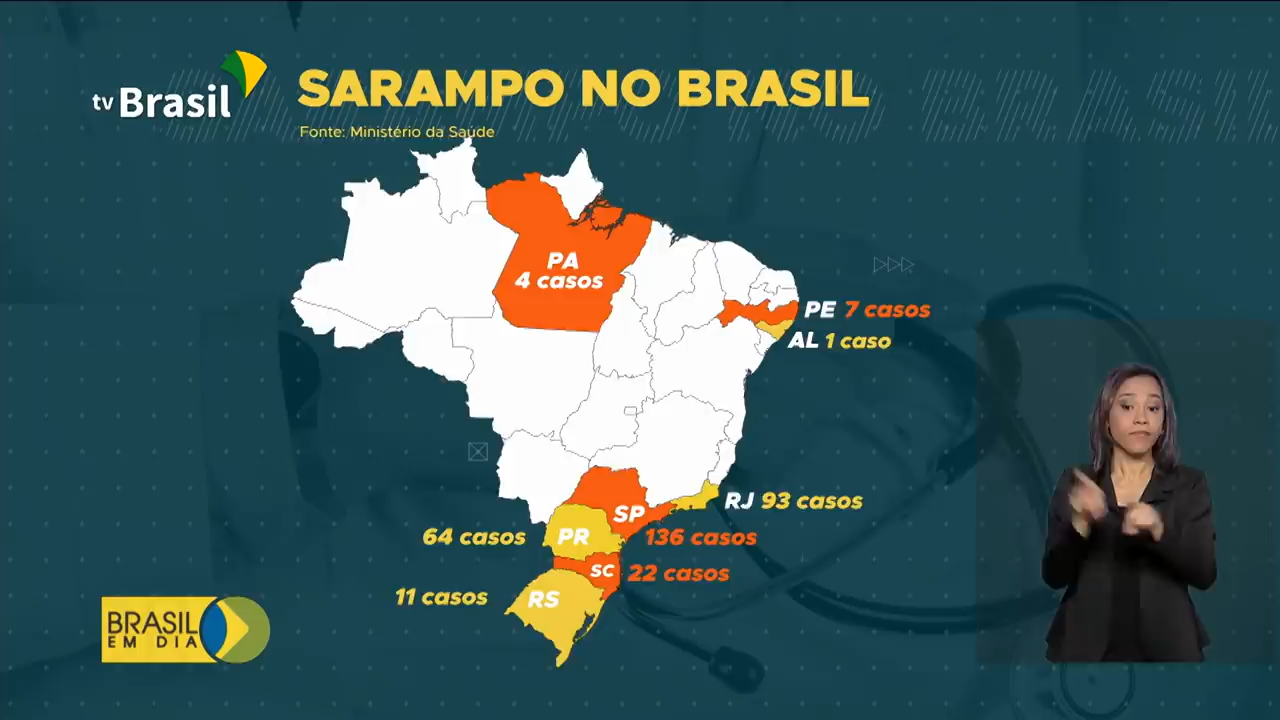 tv Brasil
SARAMPO NO BRASIL
Fonte: Ministério da Saúde
PA
4 casos
PE 7 casos
AL 1 caso
RJ 93 casos
SP
136 casos
64 casos
PR
SC
22 casos
11 casos
RS
BRASIL
EM DIA